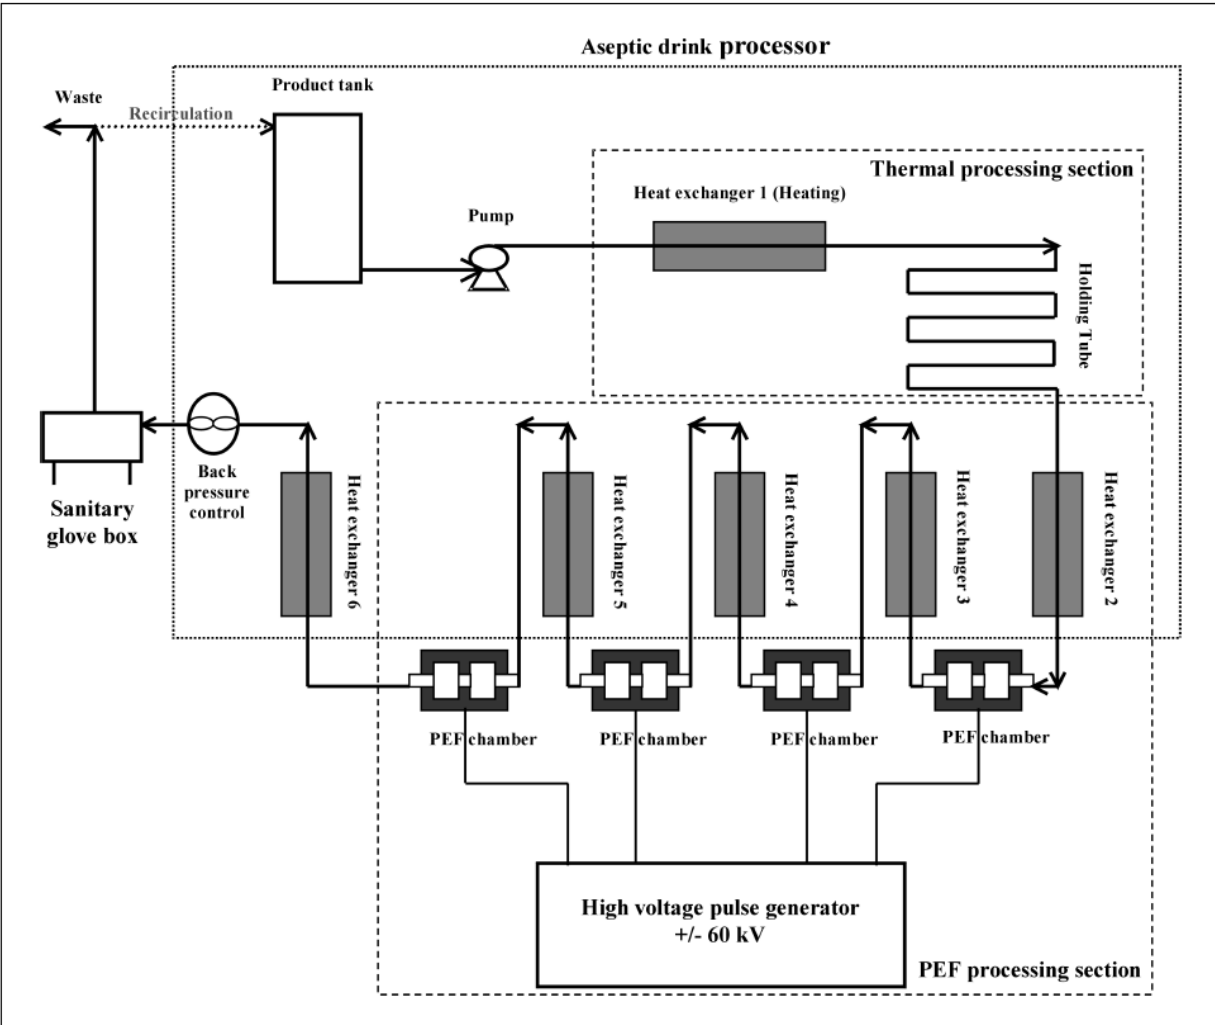 Aseptic drink processor
Product tank
Waste
Recirculation
Thermal processing section
Heat exchanger 1 (Heating)
Pump
Holding Tube
Back
pressure
control
Sanitary
glove box
Heat exchanger 6
Heat exchanger 5
Heat exchanger 4
Heat exchanger 3
Heat exchanger 2
PEF chamber
PEF chamber
PEF chamber
PEF chamber
High voltage pulse generator
+/- 60 kV
PEF processing section